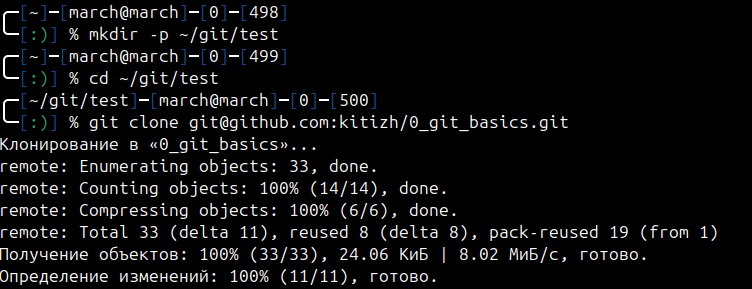 [~]─[march@march]─[0]─[498]
[:)] % mkdir -p ~/git/test
[~]─[march@march]─[0]─[499]
[:)] % cd ~/git/test
[~/git/test]─[march@march]─[0]─[500]
[:)] % git clone git@github.com:kitizh/0_git_basics.git
Клонирование в «0_git_basics»...
remote: Enumerating objects: 33, done.
remote: Counting objects: 100% (14/14), done.
remote: Compressing objects: 100% (6/6), done.
remote: Total 33 (delta 11), reused 8 (delta 8), pack-reused 19 (from 1)
Получение объектов: 100% (33/33), 24.06 КиБ | 8.02 МиБ/с, готово.
Определение изменений: 100% (11/11), готово.